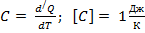 C = d′Q/dT; [C] = 1 Дж/К